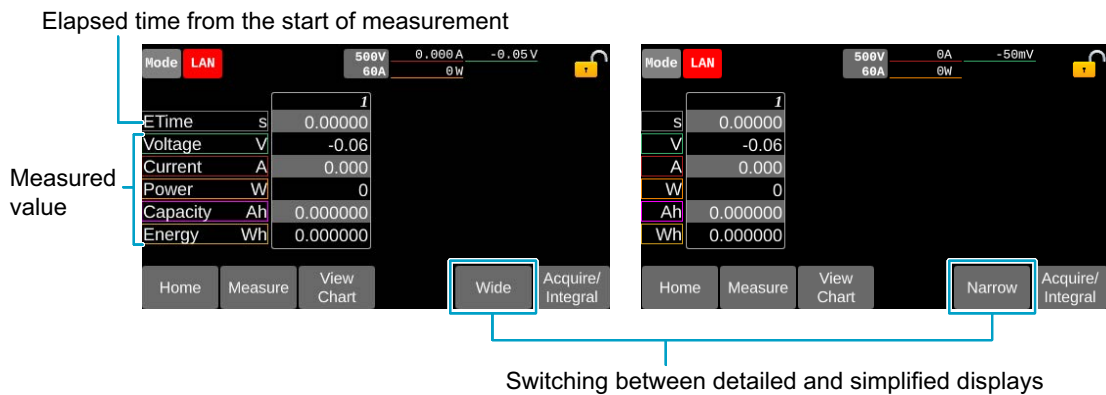 Elapsed time from the start of measurement
Mode LAN 500V 60A 0.000A -0.05V
0W
1
ETime s 0.00000
Voltage V -0.06
Current A 0.000
Power W 0
Capacity Ah 0.000000
Energy Wh 0.000000
Home Measure View Chart Wide Acquire/ Integral
Measured
value
Mode LAN 500V 60A 0A -50mV
0W
1
s 0.00000
V -0.06
A 0.000
W 0
Ah 0.000000
Wh 0.000000
Home Measure View Chart Narrow Acquire/ Integral
Switching between detailed and simplified displays